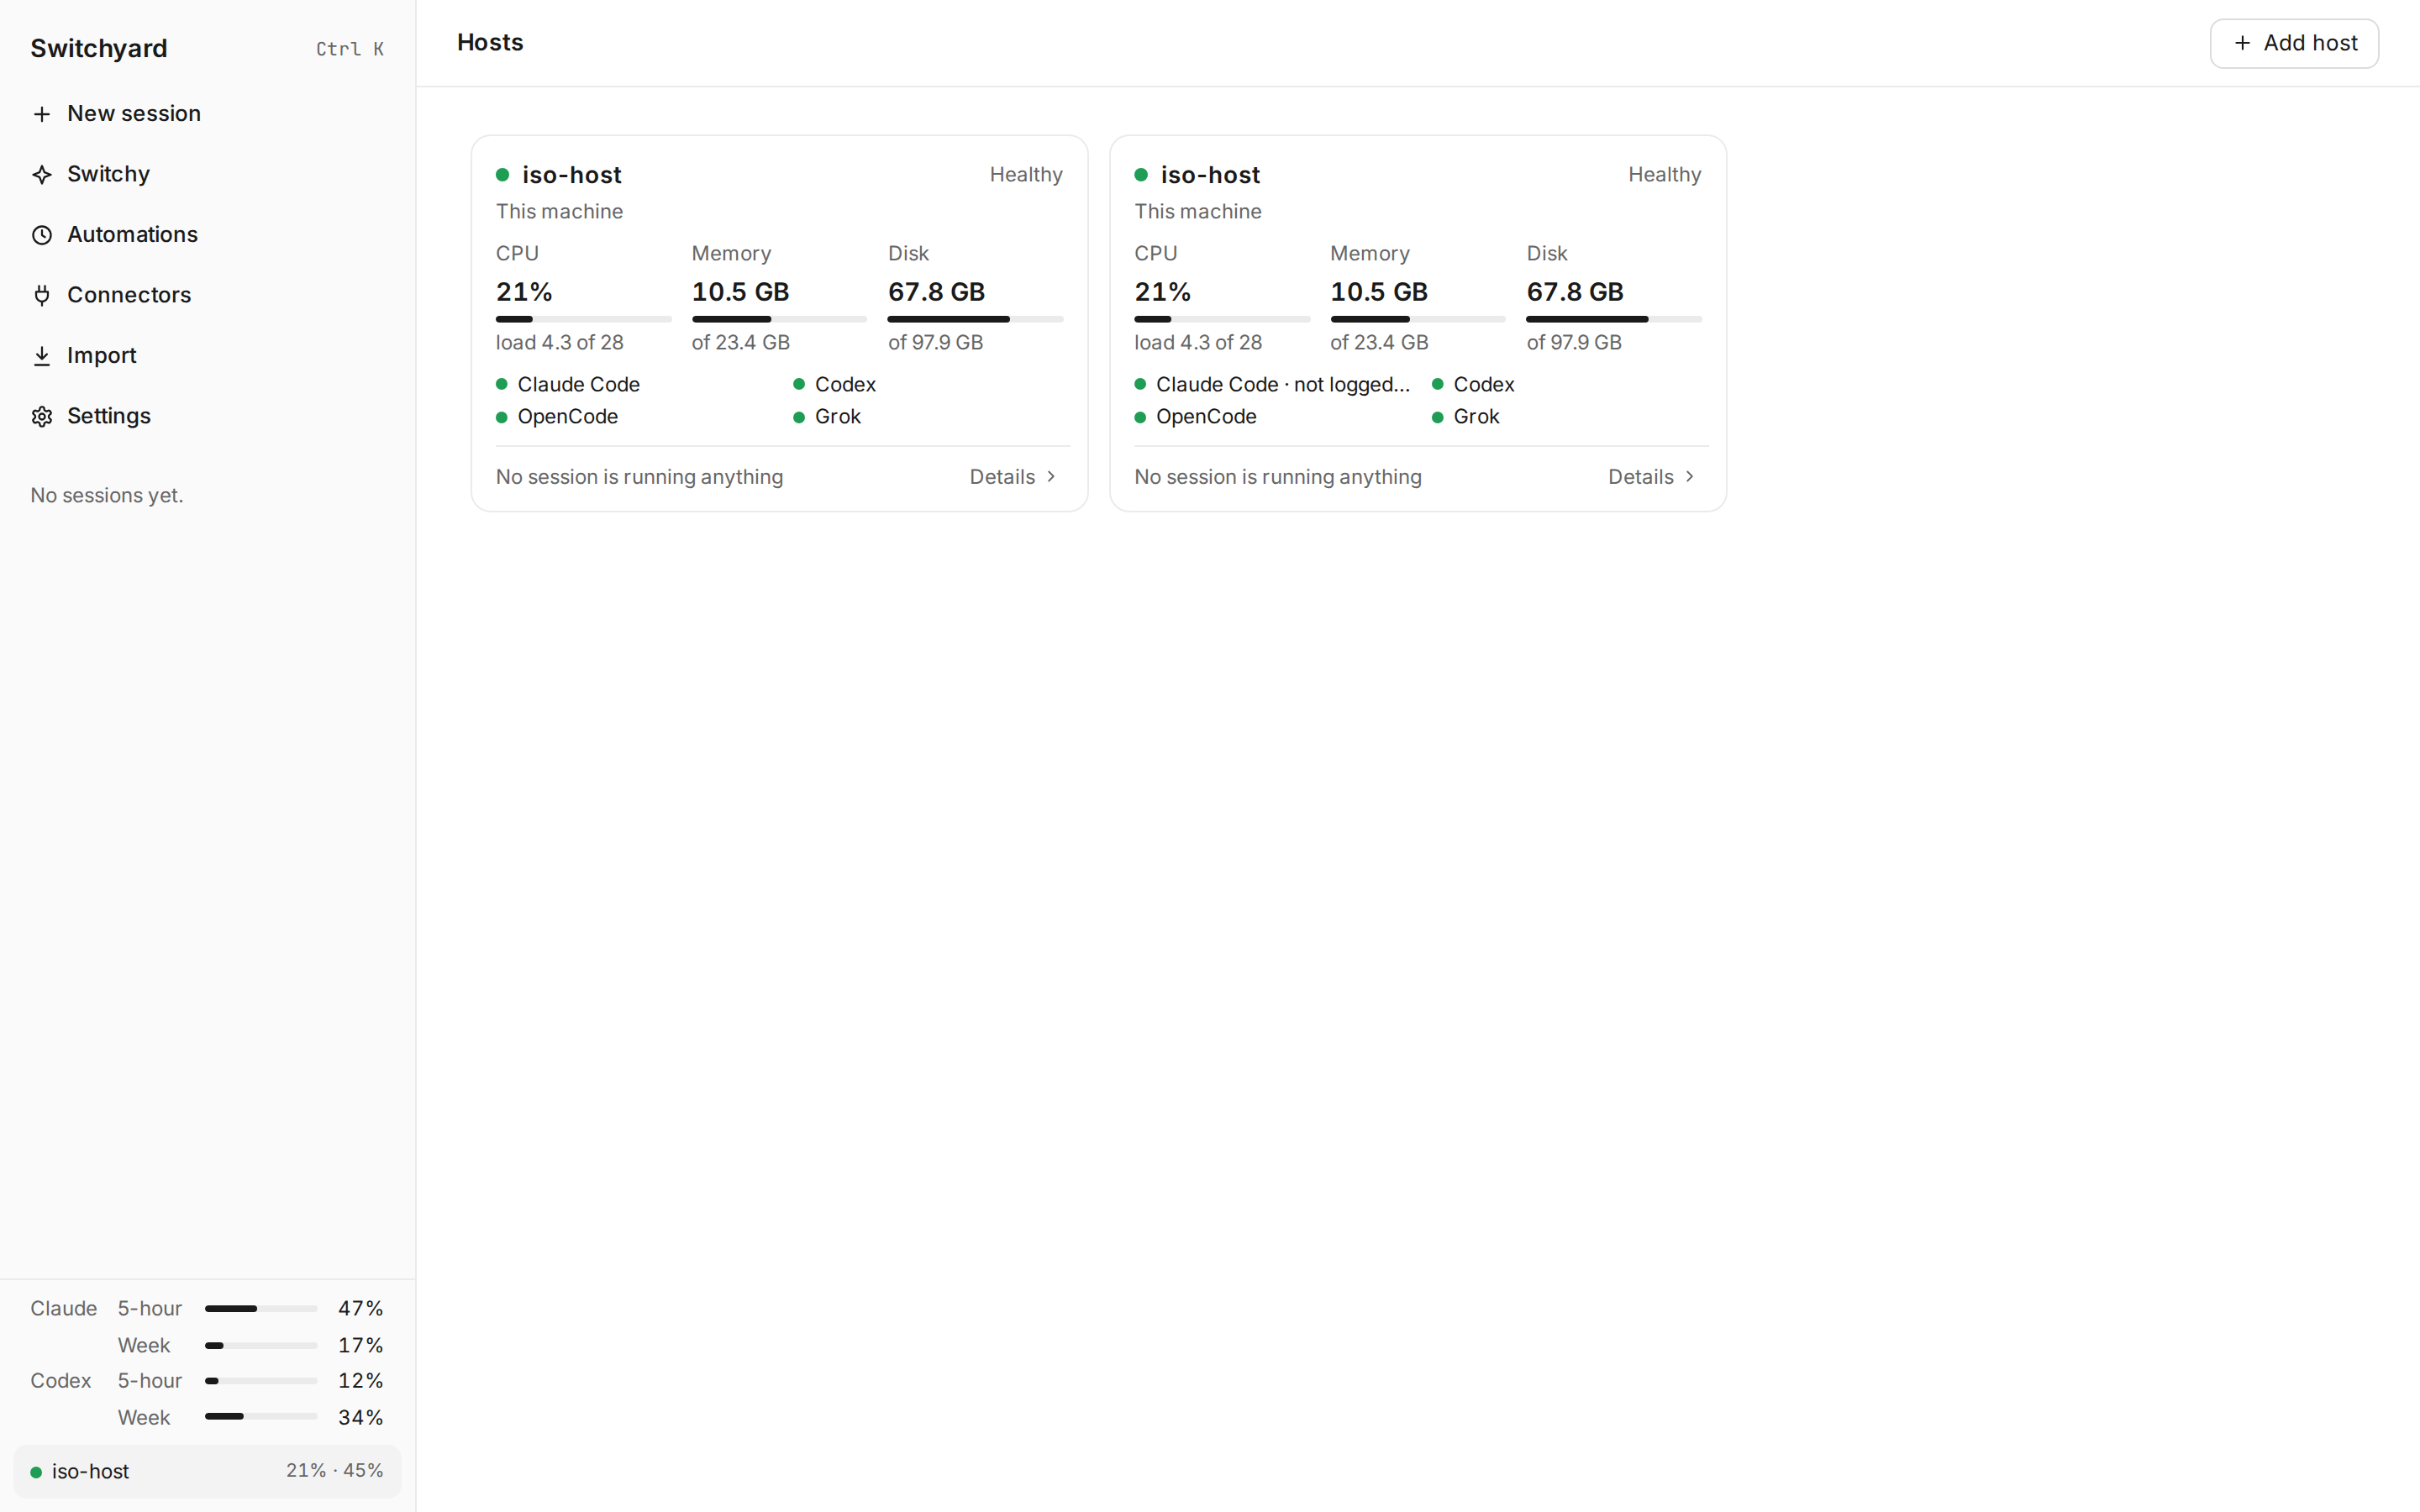 Switchyard
Ctrl K
New session
Switchy
Automations
Connectors
Import
Settings
No sessions yet.
Claude 5-hour 47%
Week 17%
Codex 5-hour 12%
Week 34%
iso-host 21% · 45%
Hosts
Add host
iso-host Healthy
This machine
CPU Memory Disk
21% 10.5 GB 67.8 GB
load 4.3 of 28 of 23.4 GB of 97.9 GB
Claude Code Codex
OpenCode Grok
No session is running anything Details
iso-host Healthy
This machine
CPU Memory Disk
21% 10.5 GB 67.8 GB
load 4.3 of 28 of 23.4 GB of 97.9 GB
Claude Code · not logged... Codex
OpenCode Grok
No session is running anything Details